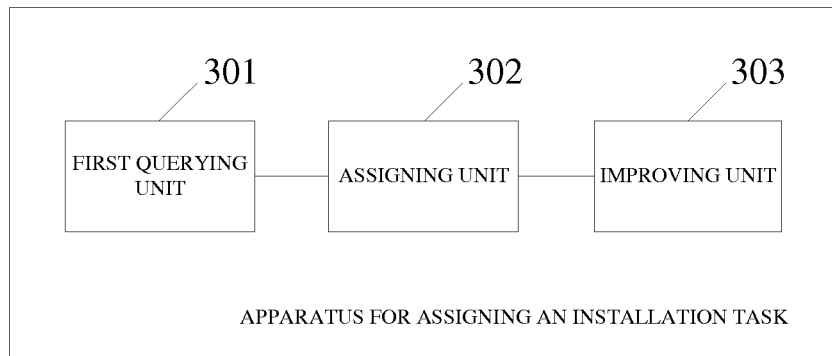 301
302
303
FIRST QUERYING
UNIT
ASSIGNING UNIT
IMPROVING UNIT
APPARATUS FOR ASSIGNING AN INSTALLATION TASK